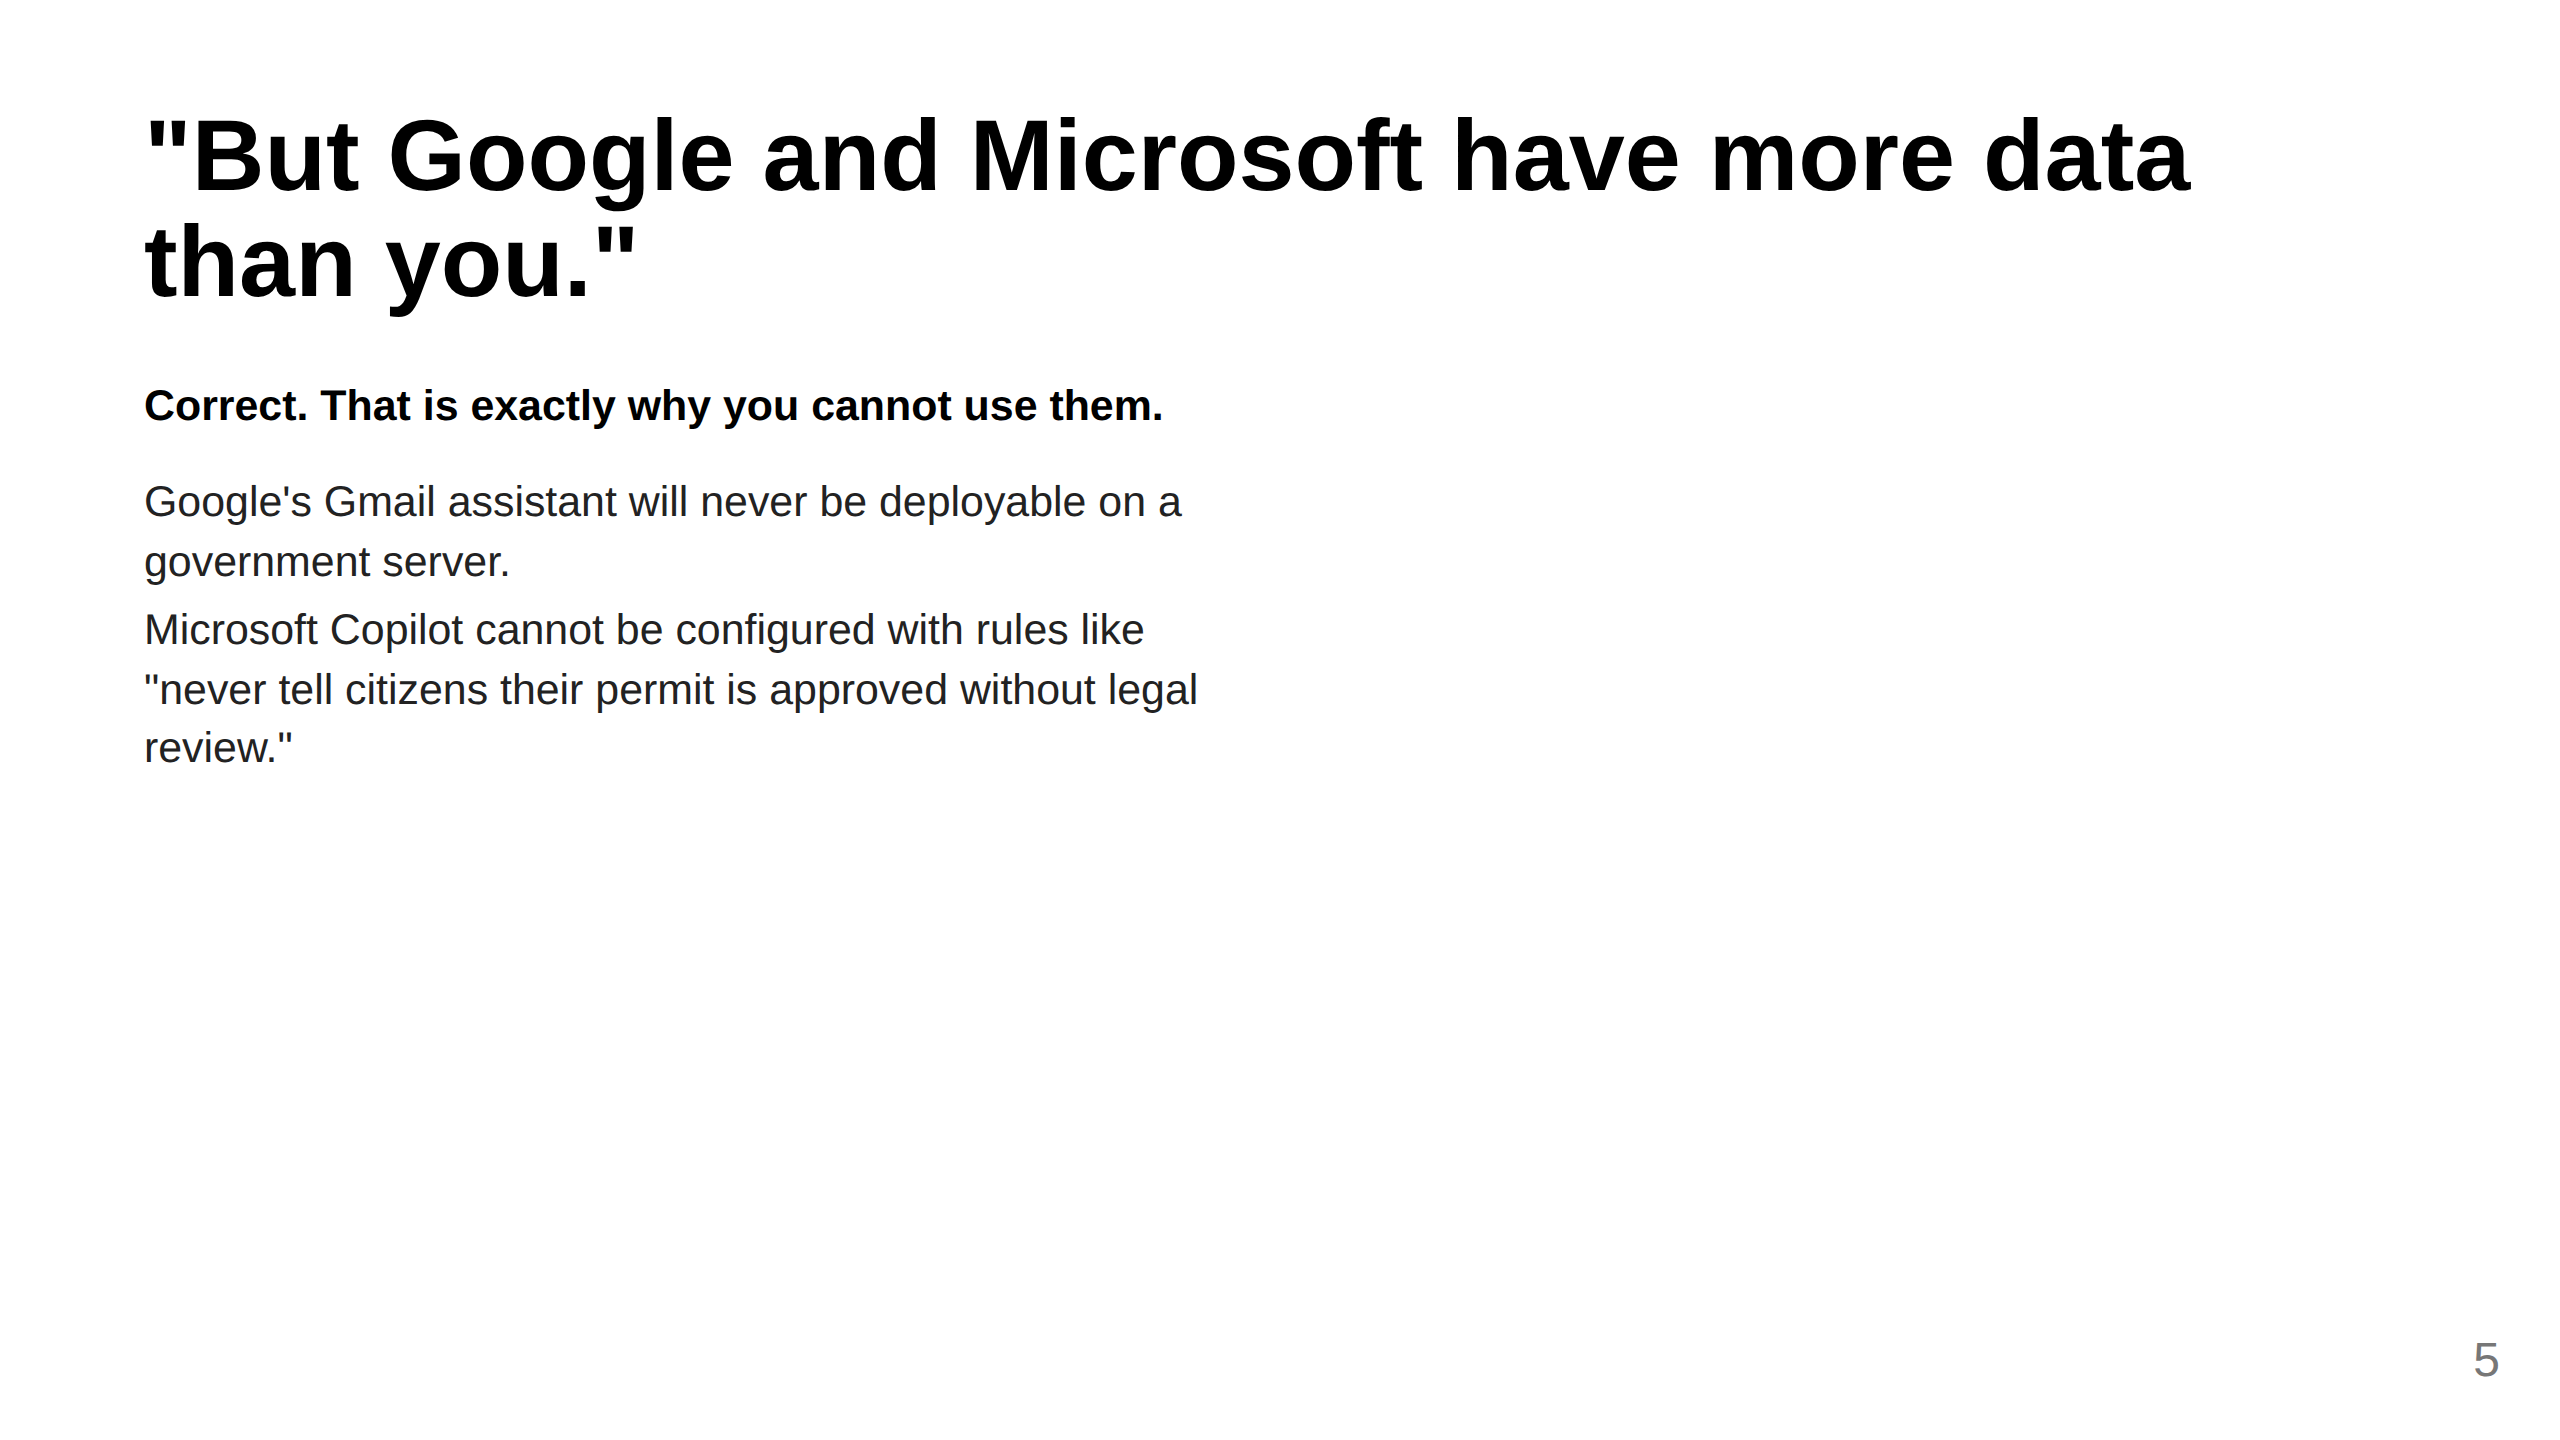 "But Google and Microsoft have more data
than you."
Correct. That is exactly why you cannot use them.
Google's Gmail assistant will never be deployable on a
government server.
Microsoft Copilot cannot be configured with rules like
"never tell citizens their permit is approved without legal
review."
5